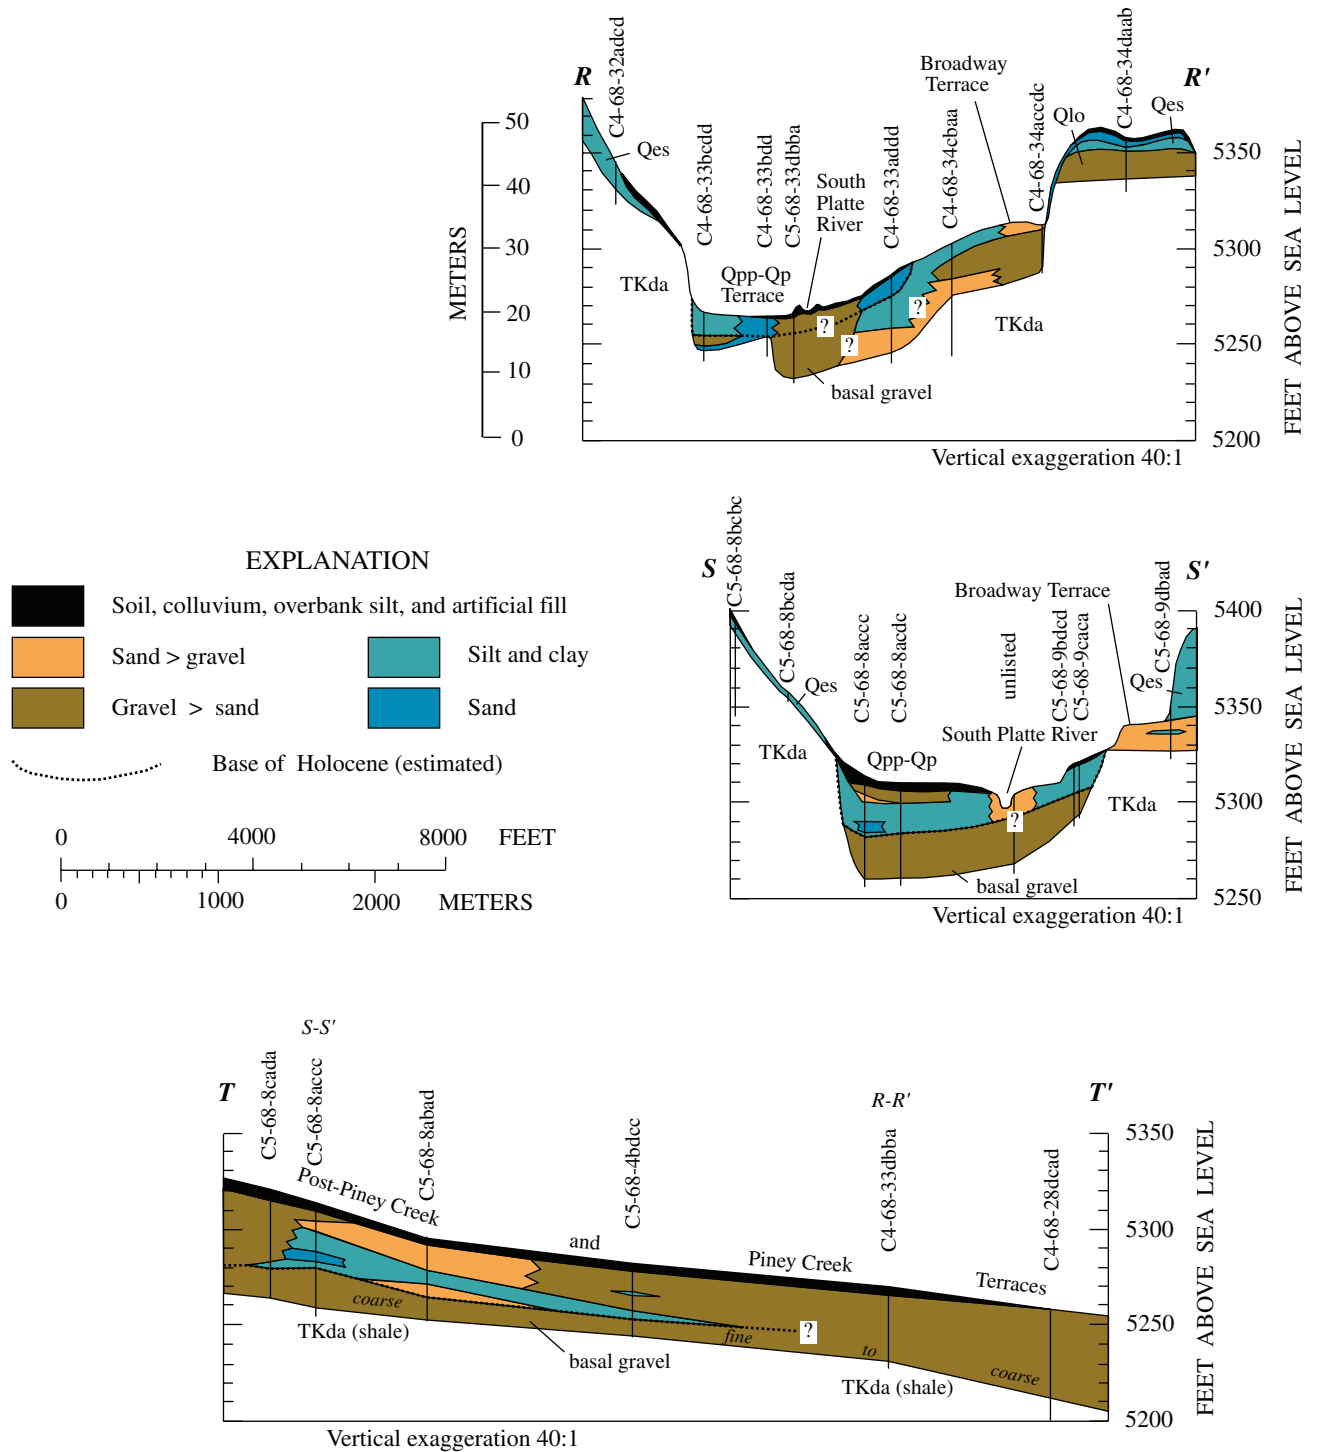 R
C4-68-32adcd
Qes
TKda
C4-68-33bcdd
C4-68-33bdd
C5-68-33dbba
Qpp-Qp
Terrace
South
Platte
River
C4-68-33addd
C4-68-34cbaa
Broadway
Terrace
C4-68-34accdc
Qlo
C4-68-34daab
Qes
R'
?
?
?
basal gravel
TKda
50
40
30
20
10
0
METERS
5350
5300
5250
5200
FEET ABOVE SEA LEVEL
Vertical exaggeration 40:1
S
C5-68-8bcbc
C5-68-8bcda
Qes
TKda
C5-68-8accc
C5-68-8acdc
Qpp-Qp
unlisted
South Platte River
C5-68-9bdcd
C5-68-9caca
Broadway Terrace
C5-68-9dbad
Qes
S'
?
TKda
basal gravel
5400
5350
5300
5250
FEET ABOVE SEA LEVEL
Vertical exaggeration 40:1
EXPLANATION
Soil, colluvium, overbank silt, and artificial fill
Sand > gravel
Silt and clay
Gravel > sand
Sand
Base of Holocene (estimated)
0 4000 8000 FEET
0 1000 2000 METERS
T
C5-68-8cada
S-S'
C5-68-8accc
C5-68-8abad
C5-68-4bdcc
R-R'
C4-68-33dbba
C4-68-28dcad
T'
Post-Piney Creek
and
Piney Creek
Terraces
coarse
fine
?
to
coarse
TKda (shale)
basal gravel
TKda (shale)
5350
5300
5250
5200
FEET ABOVE SEA LEVEL
Vertical exaggeration 40:1